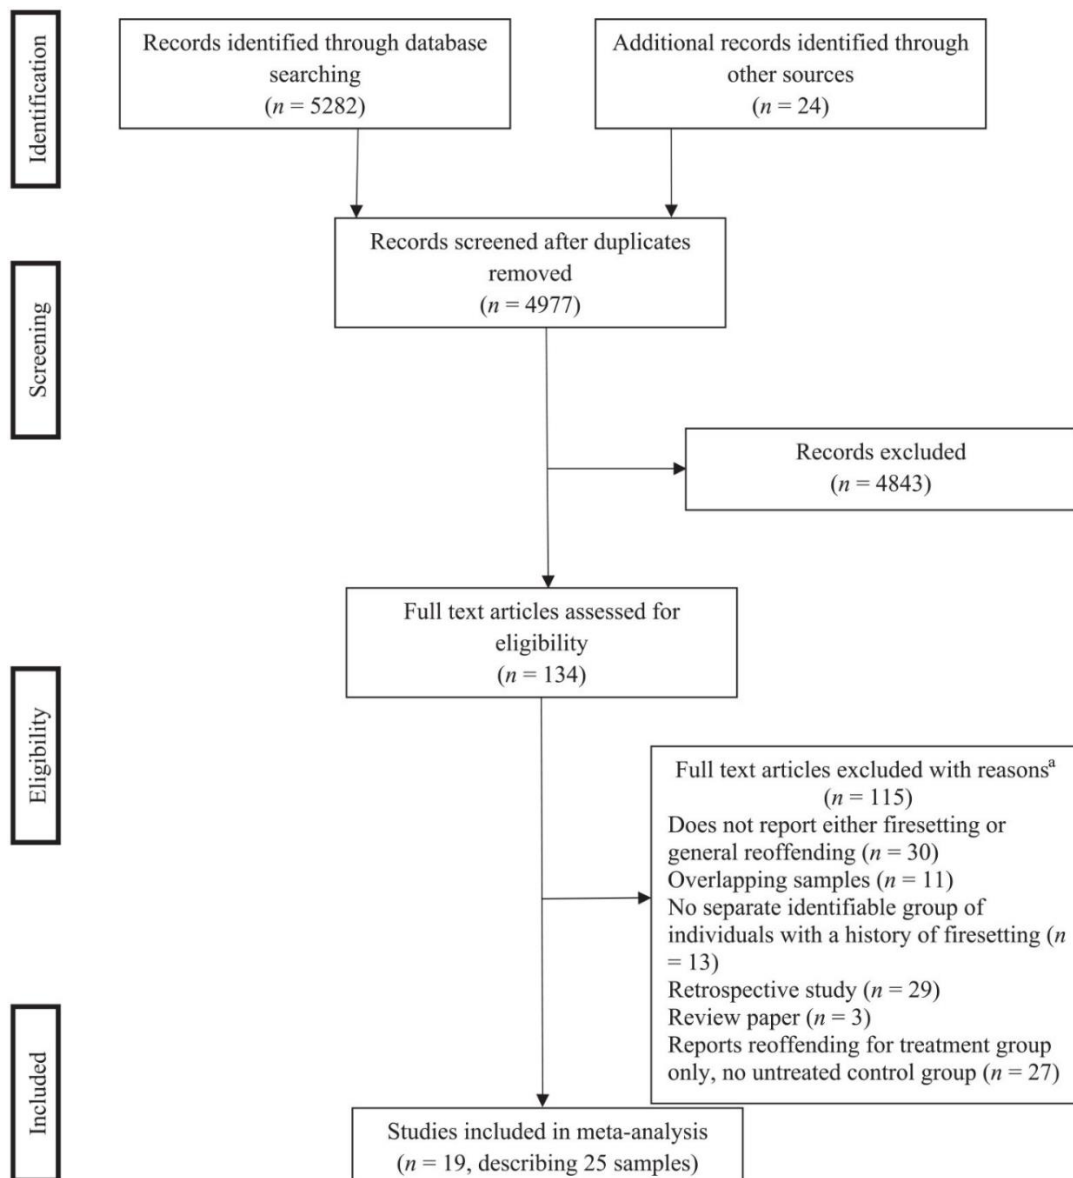 Identification
Records identified through database
searching
(n = 5282)
Additional records identified through
other sources
(n = 24)
Records screened after duplicates
removed
(n = 4977)
Screening
Records excluded
(n = 4843)
Full text articles assessed for
eligibility
(n = 134)
Eligibility
Full text articles excluded with reasonsᵃ
(n = 115)
Does not report either firesetting or
general reoffending (n = 30)
Overlapping samples (n = 11)
No separate identifiable group of
individuals with a history of firesetting (n
= 13)
Retrospective study (n = 29)
Review paper (n = 3)
Reports reoffending for treatment group
only, no untreated control group (n = 27)
Included
Studies included in meta-analysis
(n = 19, describing 25 samples)